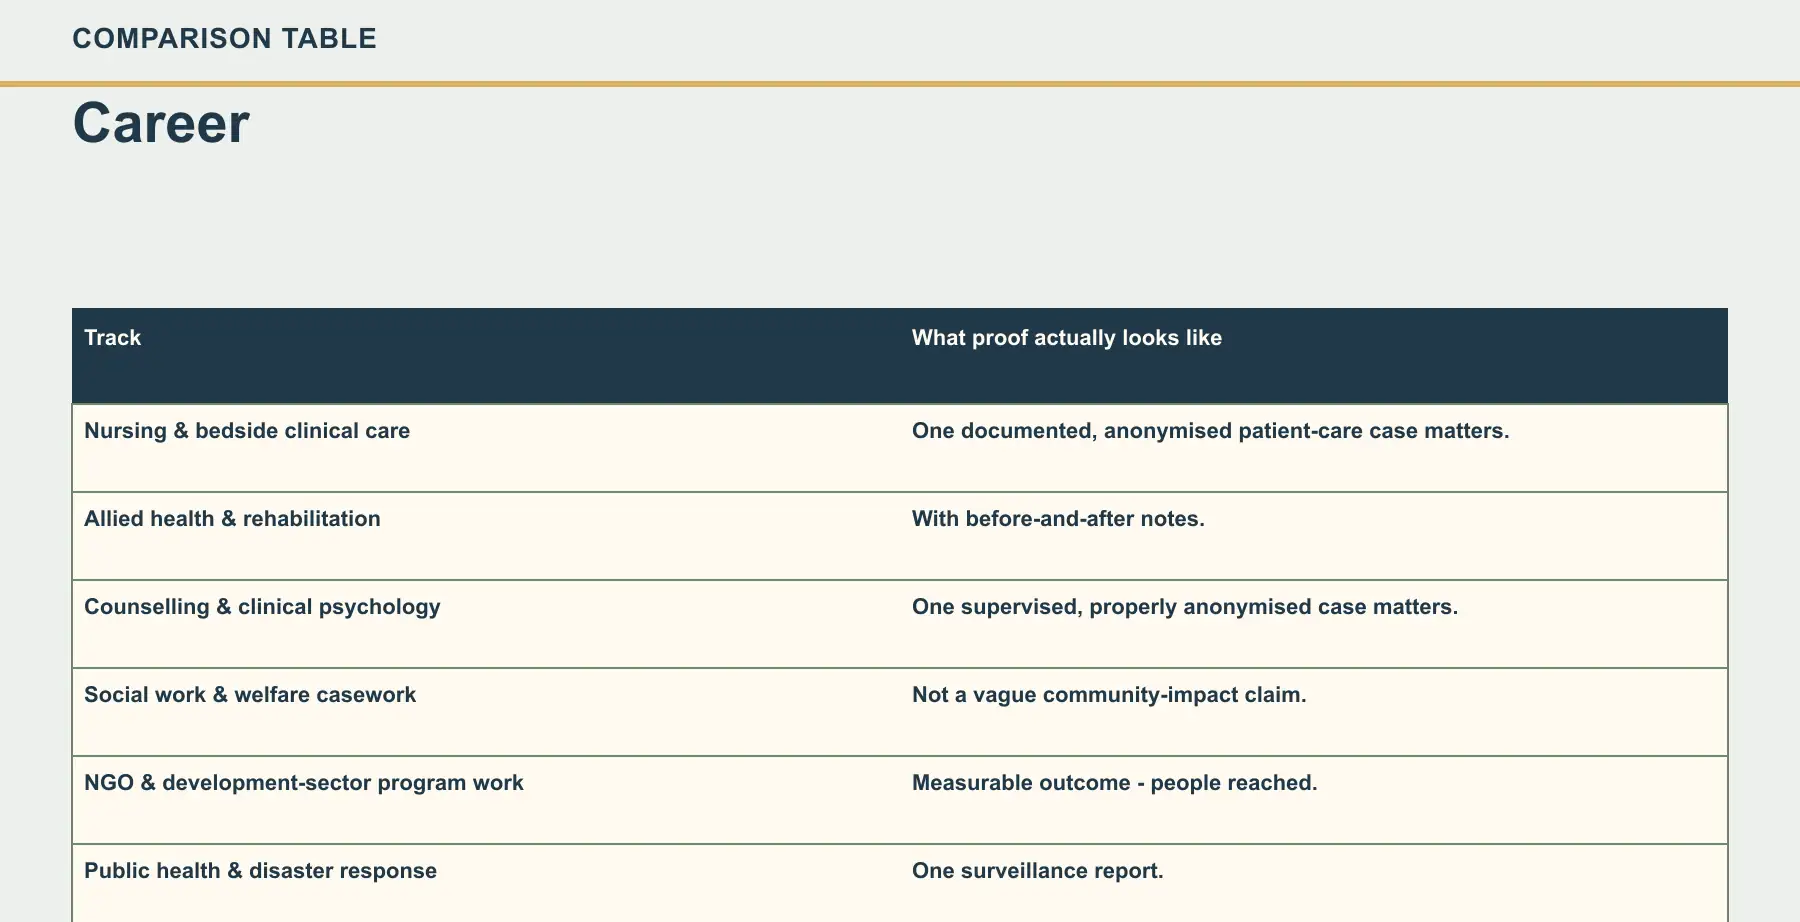 COMPARISON TABLE
Career
Track What proof actually looks like
Nursing & bedside clinical care One documented, anonymised patient-care case matters.
Allied health & rehabilitation With before-and-after notes.
Counselling & clinical psychology One supervised, properly anonymised case matters.
Social work & welfare casework Not a vague community-impact claim.
NGO & development-sector program work Measurable outcome - people reached.
Public health & disaster response One surveillance report.